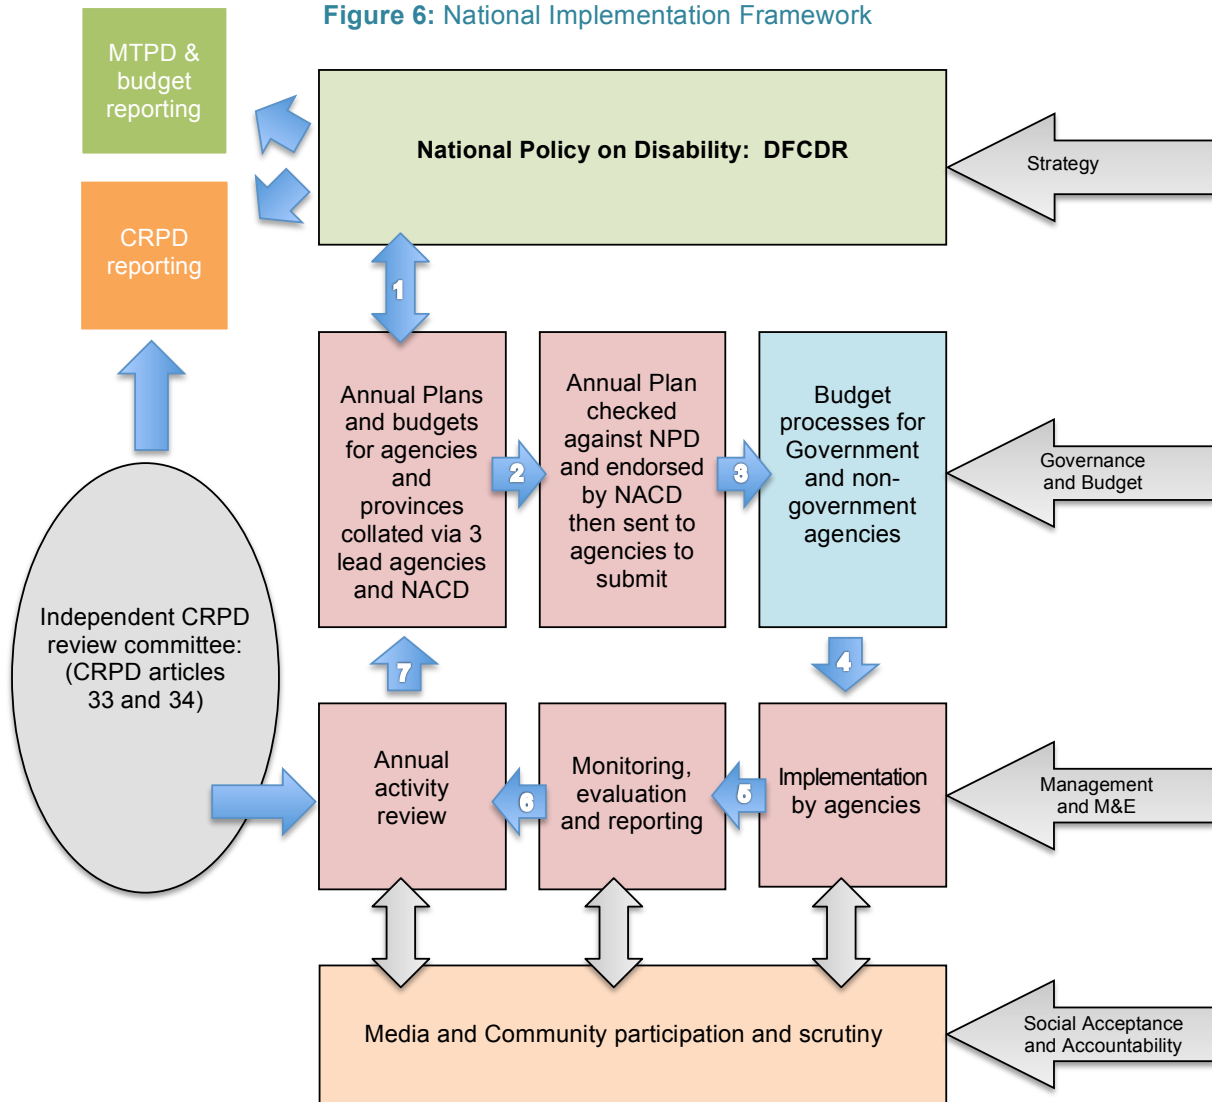 Figure 6: National Implementation Framework
MTPD &
budget
reporting
National Policy on Disability:  DFCDR
Strategy
CRPD
reporting
1
Annual Plans
and budgets
for agencies
and
provinces
collated via 3
lead agencies
and NACD
2
Annual Plan
checked
against NPD
and endorsed
by NACD
then sent to
agencies to
submit
3
Budget
processes for
Government
and non-
government
agencies
Governance
and Budget
Independent CRPD
review committee:
(CRPD articles
33 and 34)
7
4
Annual
activity
review
6
Monitoring,
evaluation
and reporting
5
Implementation
by agencies
Management
and M&E
Media and Community participation and scrutiny
Social Acceptance
and Accountability